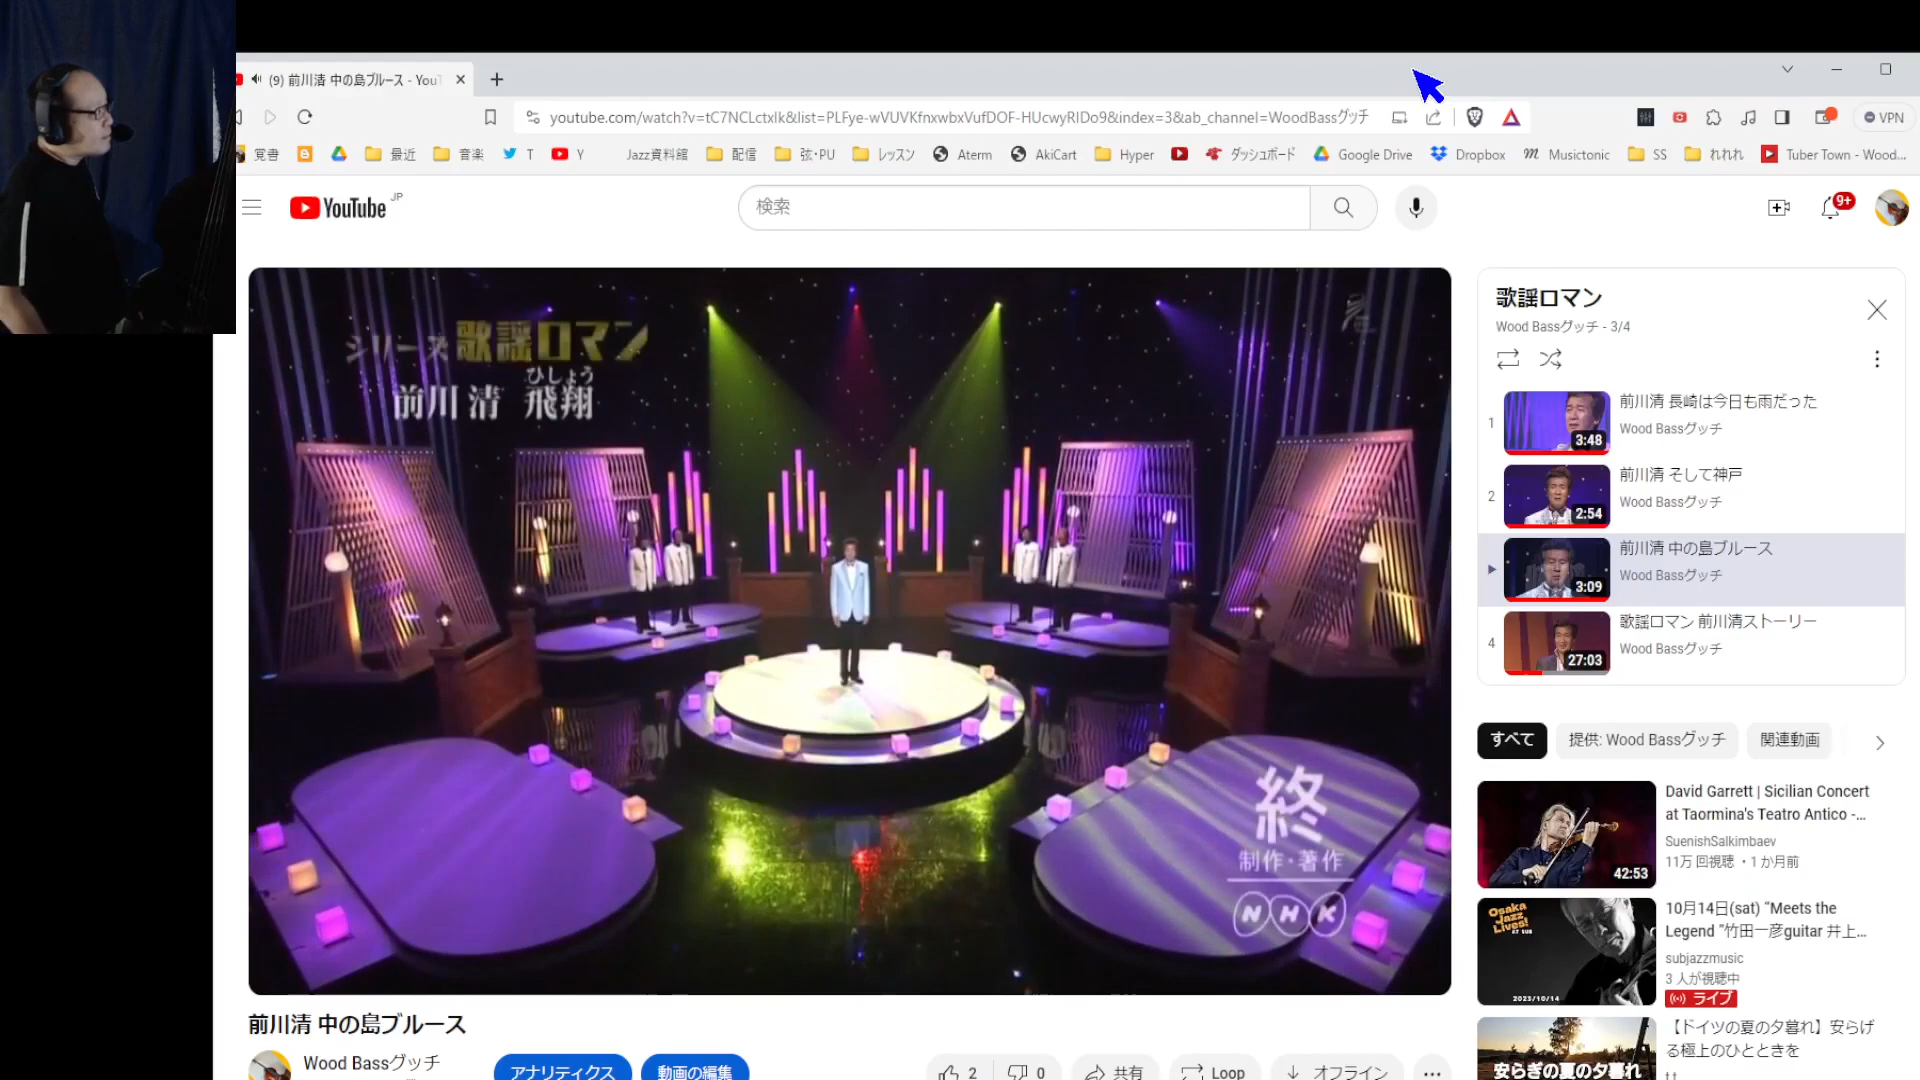 (9) 前川清 中の島ブルース - YouT
youtube.com/watch?v=tC7NCLctxIk&list=PLFye-wVUVKfnxwbxVufDOF-HUcwyRIDo9&index=3&ab_channel=WoodBassグッチ
VPN
覚書
最近
音楽
T
Y
Jazz資料館
配信
弦・PU
レッスン
Aterm
AkiCart
Hyper
ダッシュボード
Google Drive
Dropbox
Musictonic
SS
れれれ
Tuber Town - Wood...
YouTube JP
検索
9+
シリーズ 歌謡ロマン
ひしょう
前川 清 飛翔
終
制作・著作
NHK
歌謡ロマン
Wood Bassグッチ - 3/4
1
前川清 長崎は今日も雨だった
Wood Bassグッチ
3:48
2
前川清 そして神戸
Wood Bassグッチ
2:54
前川清 中の島ブルース
Wood Bassグッチ
3:09
4
歌謡ロマン 前川清ストーリー
Wood Bassグッチ
27:03
すべて
提供: Wood Bassグッチ
関連動画
David Garrett | Sicilian Concert
at Taormina's Teatro Antico -...
SuenishSalkimbaev
11万 回視聴 ・1 か月前
42:53
Osaka
Jazz
Lives!
AT SUB
2023/10/14
10月14日(sat) "Meets the
Legend "竹田一彦guitar 井上...
subjazzmusic
3 人が視聴中
ライブ
【ドイツの夏の夕暮れ】安らげ
る極上のひとときを
安らぎの夏の夕暮れ
前川清 中の島ブルース
Wood Bassグッチ
アナリティクス
動画の編集
2
0
共有
Loop
オフライン